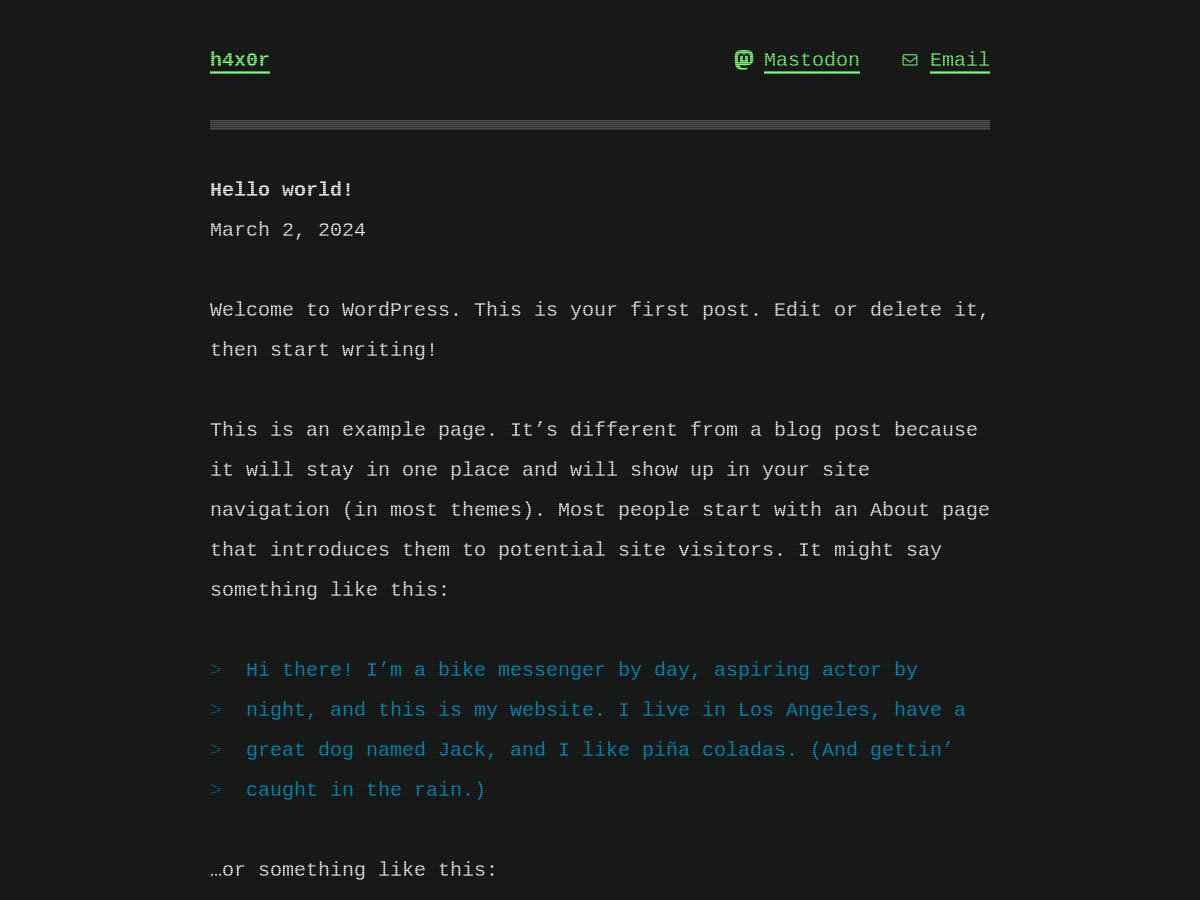 h4x0r
Mastodon
Email
Hello world!
March 2, 2024
Welcome to WordPress. This is your first post. Edit or delete it,
then start writing!
This is an example page. It’s different from a blog post because
it will stay in one place and will show up in your site
navigation (in most themes). Most people start with an About page
that introduces them to potential site visitors. It might say
something like this:
> Hi there! I’m a bike messenger by day, aspiring actor by
> night, and this is my website. I live in Los Angeles, have a
> great dog named Jack, and I like piña coladas. (And gettin’
> caught in the rain.)
…or something like this: